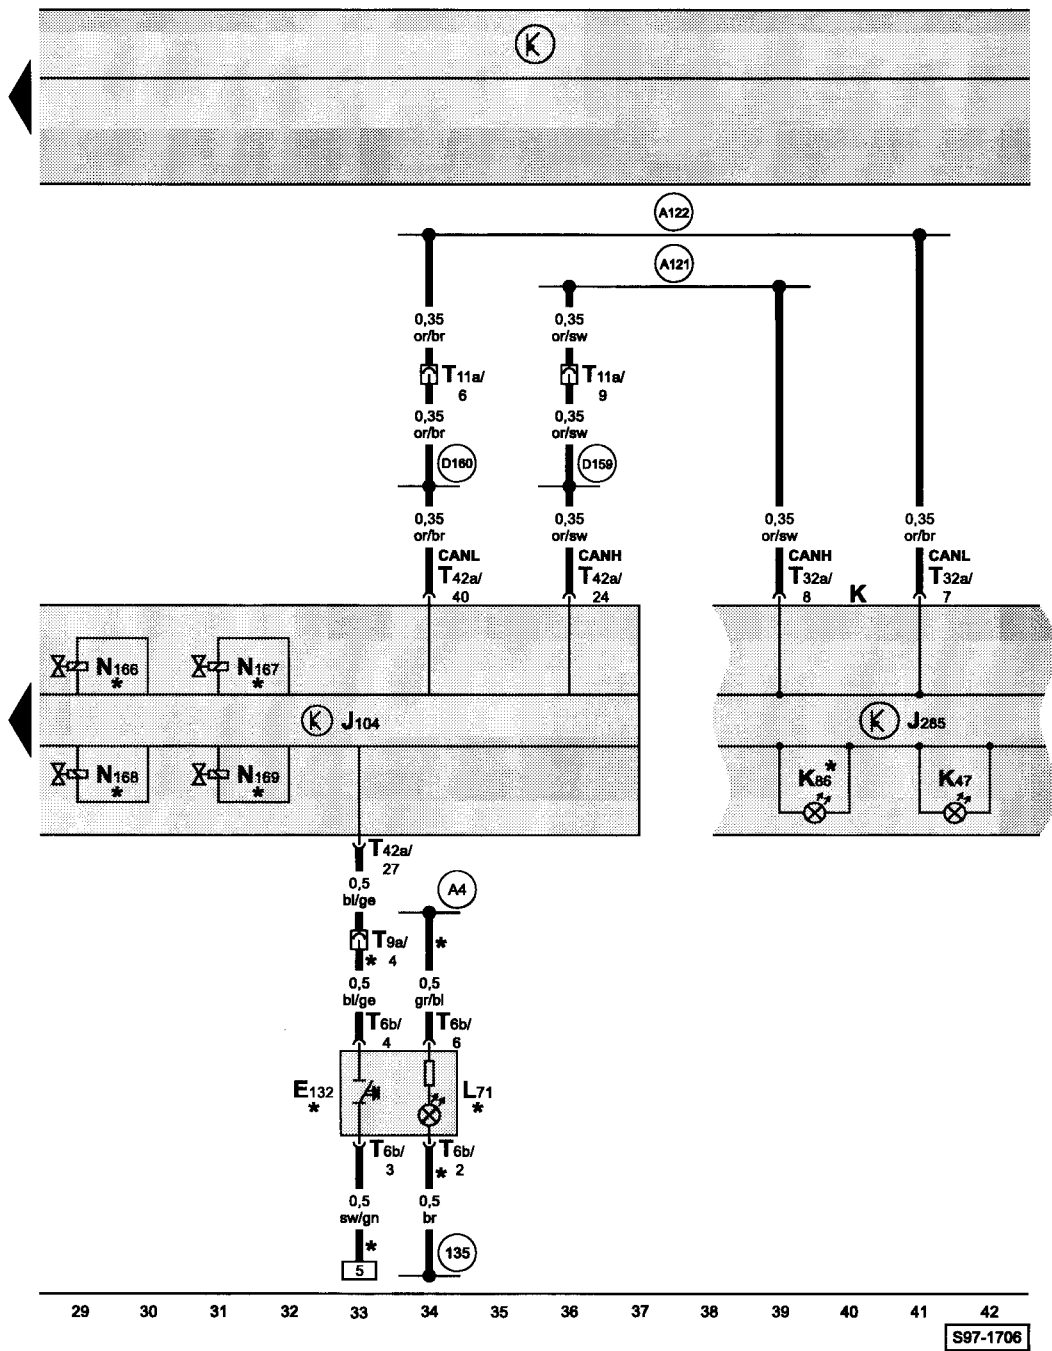 A122
A121
0,35 0,35
or/br or/sw
T11a/ T11a/
6 9
0,35 0,35
or/br or/sw
D160 D159
0,35 0,35 0,35 0,35
or/br or/sw or/sw or/br
CANL CANH CANH CANL
T42a/ T42a/ T32a/ T32a/
40 24 8 K 7
N166 N167
* *
J104 J285
N168 N169 K86 * K47
* *
T42a/
27
0,5
bl/ge
A4
T9a/ *
* 4
0,5 0,5
bl/ge gr/bl
T6b/ T6b/
4 6
E132 L71
* *
T6b/ T6b/
3 * 2
0,5 0,5
sw/gn br
* 135
5
29 30 31 32 33 34 35 36 37 38 39 40 41 42
S97-1706